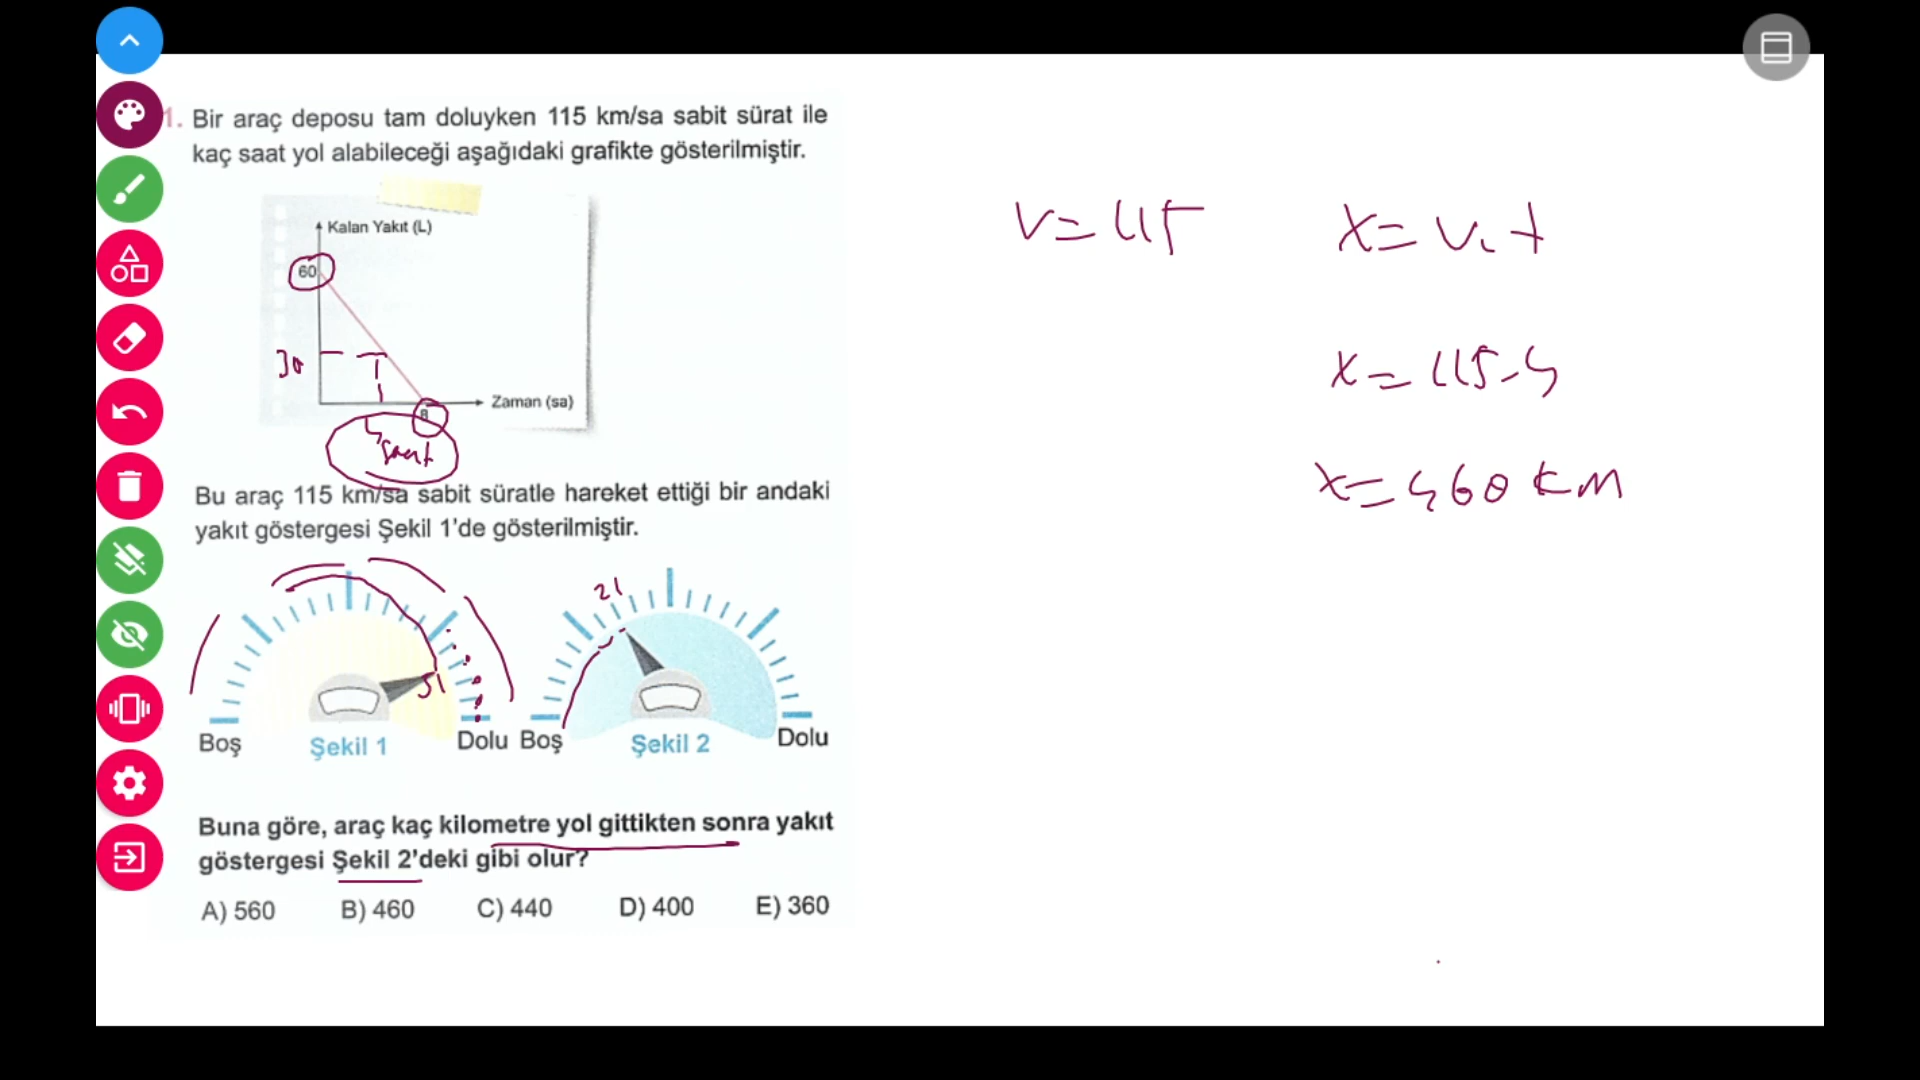 1. Bir araç deposu tam doluyken 115 km/sa sabit sürat ile
kaç saat yol alabileceği aşağıdaki grafikte gösterilmiştir.
Kalan Yakıt (L)
60
30
8
Zaman (sa)
4
saat
Bu araç 115 km/sa sabit süratle hareket ettiği bir andaki
yakıt göstergesi Şekil 1'de gösterilmiştir.
51
Boş
Şekil 1
Dolu
21
Boş
Şekil 2
Dolu
Buna göre, araç kaç kilometre yol gittikten sonra yakıt
göstergesi Şekil 2'deki gibi olur?
A) 560 B) 460 C) 440 D) 400 E) 360
V=115
X=V.t
X=115.4
X=460 km